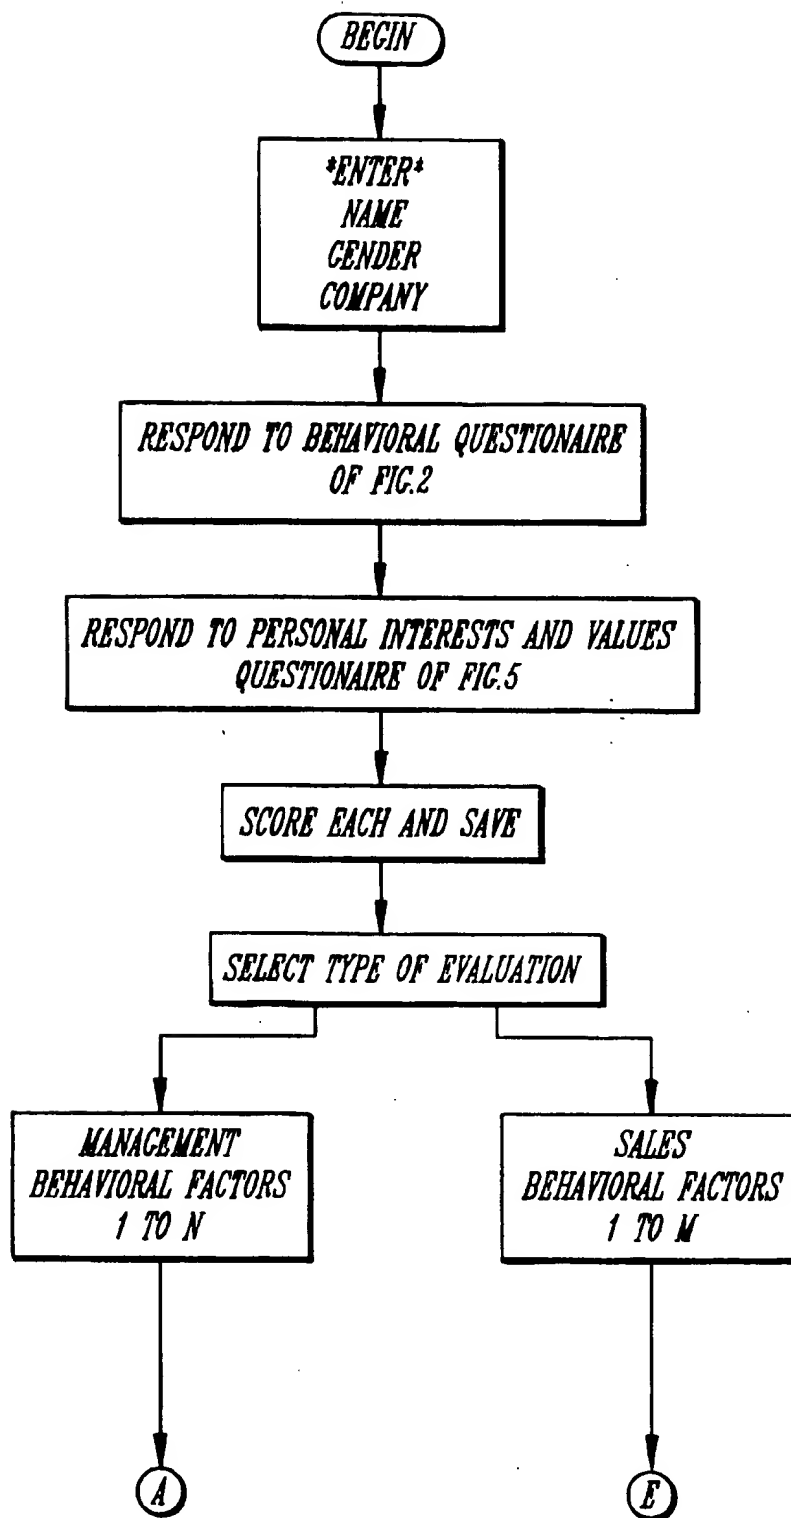 BEGIN
*ENTER*
NAME
GENDER
COMPANY
RESPOND TO BEHAVIORAL QUESTIONAIRE
OF FIG.2
RESPOND TO PERSONAL INTERESTS AND VALUES
QUESTIONAIRE OF FIG.5
SCORE EACH AND SAVE
SELECT TYPE OF EVALUATION
MANAGEMENT
BEHAVIORAL FACTORS
1 TO N
SALES
BEHAVIORAL FACTORS
1 TO M
A
E